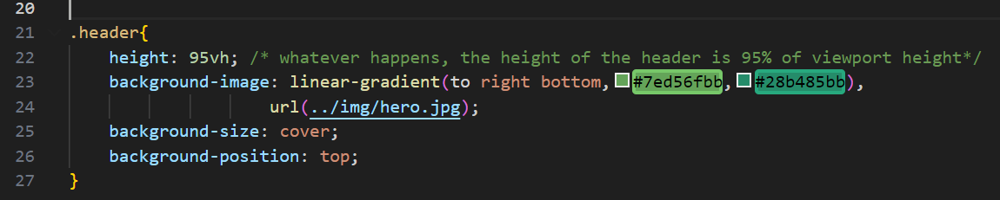 20
21 .header{
22 height: 95vh; /* whatever happens, the height of the header is 95% of viewport height*/
23 background-image: linear-gradient(to right bottom,#7ed56fbb,#28b485bb),
24 url(../img/hero.jpg);
25 background-size: cover;
26 background-position: top;
27 }